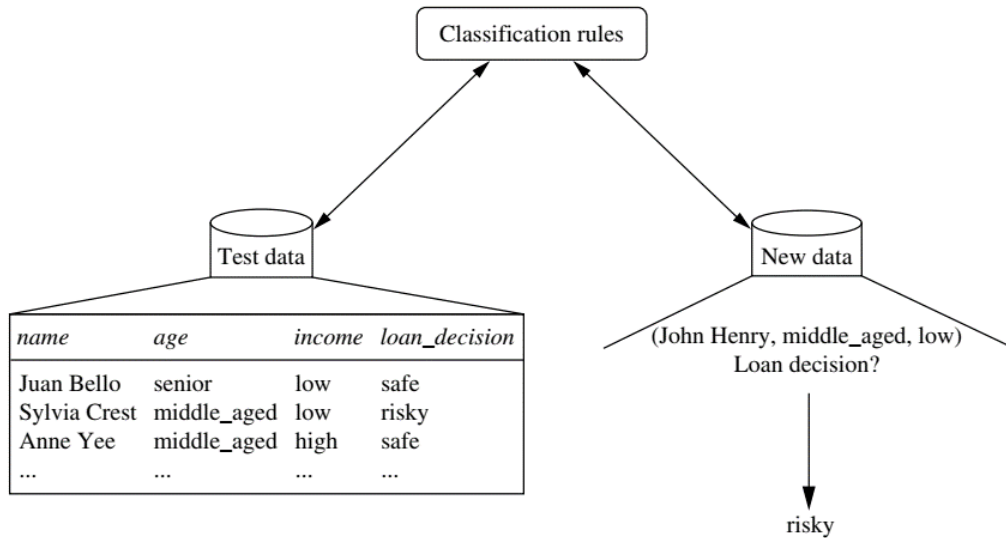 Classification rules
Test data
New data
name age income loan_decision
Juan Bello senior low safe
Sylvia Crest middle_aged low risky
Anne Yee middle_aged high safe
... ... ... ...
(John Henry, middle_aged, low)
Loan decision?
risky